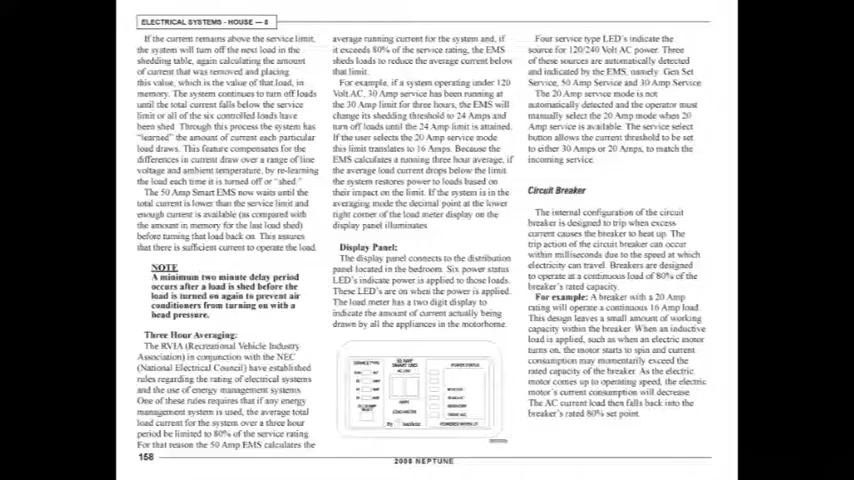 ELECTRICAL SYSTEMS - HOUSE — 8
If the current remains above the service limit,
the system will turn off the next load in the
shedding table, again calculating the amount
of current that was removed and placing
this value, which is the value of that load, in
memory. The system continues to turn off loads
until the total current falls below the service
limit or all of the six controlled loads have
been shed. Through this process the system has
"learned" the amount of current each particular
load draws. This feature compensates for the
differences in current draw over a range of line
voltage and ambient temperature, by re-learning
the load each time it is turned off or "shed."
The 50 Amp Smart EMS now waits until the
total current is lower than the service limit and
enough current is available (as compared with
the amount in memory for the last load shed)
before turning that load back on. This assures
that there is sufficient current to operate the load.
NOTE
A minimum two minute delay period
occurs after a load is shed before the
load is turned on again to prevent air
conditioners from turning on with a
head pressure.
Three Hour Averaging:
The RVIA (Recreational Vehicle Industry
Association) in conjunction with the NEC
(National Electrical Council) have established
rules regarding the rating of electrical systems
and the use of energy management systems.
One of these rules requires that if any energy
management system is used, the average total
load current for the system over a three hour
period be limited to 80% of the service rating.
For that reason the 50 Amp EMS calculates the
average running current for the system and, if
it exceeds 80% of the service rating, the EMS
sheds loads to reduce the average current below
that limit.
For example, if a system operating under 120
Volt AC, 30 Amp service has been running at
the 30 Amp limit for three hours, the EMS will
change its shedding threshold to 24 Amps and
turn off loads until the 24 Amp limit is attained.
If the user selects the 20 Amp service mode
this limit translates to 16 Amps. Because the
EMS calculates a running three hour average, if
the average load current drops below the limit
the system restores power to loads based on
their impact on the limit. If the system is in the
averaging mode the decimal point at the lower
right corner of the load meter display on the
display panel illuminates.
Display Panel:
The display panel connects to the distribution
panel located in the bedroom. Six power status
LED's indicate power is applied to those loads.
These LED's are on when the power is applied.
The load meter has a two digit display to
indicate the amount of current actually being
drawn by all the appliances in the motorhome.
SERVICE TYPE
50 AMP
SMART EMS
POWER STATUS
AMPS
LOAD METER
By
Four service type LED's indicate the
source for 120/240 Volt AC power. Three
of these sources are automatically detected
and indicated by the EMS, namely: Gen Set
Service, 50 Amp Service and 30 Amp Service.
The 20 Amp service mode is not
automatically detected and the operator must
manually select the 20 Amp mode when 20
Amp service is available. The service select
button allows the current threshold to be set
to either 30 Amps or 20 Amps, to match the
incoming service.
Circuit Breaker
The internal configuration of the circuit
breaker is designed to trip when excess
current causes the breaker to heat up. The
trip action of the circuit breaker can occur
within milliseconds due to the speed at which
electricity can travel. Breakers are designed
to operate at a continuous load of 80% of the
breaker's rated capacity.
For example: A breaker with a 20 Amp
rating will operate a continuous 16 Amp load.
This design leaves a small amount of working
capacity within the breaker. When an inductive
load is applied, such as when an electric motor
turns on, the motor starts to spin and current
consumption may momentarily exceed the
rated capacity of the breaker. As the electric
motor comes up to operating speed, the electric
motor's current consumption will decrease.
The AC current load then falls back into the
breaker's rated 80% set point.
158
2008 NEPTUNE